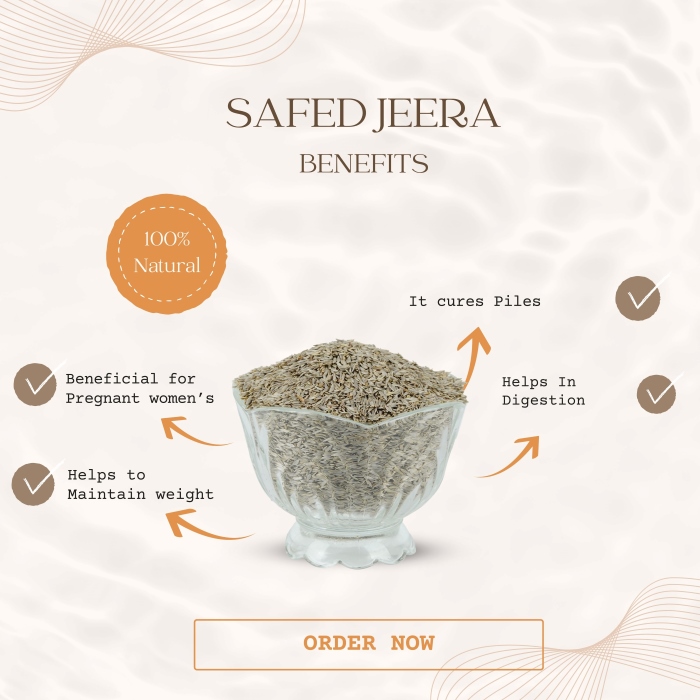 SAFED JEERA
BENEFITS
100%
Natural
It cures Piles
Beneficial for
Pregnant women’s
Helps In
Digestion
Helps to
Maintain weight
ORDER NOW